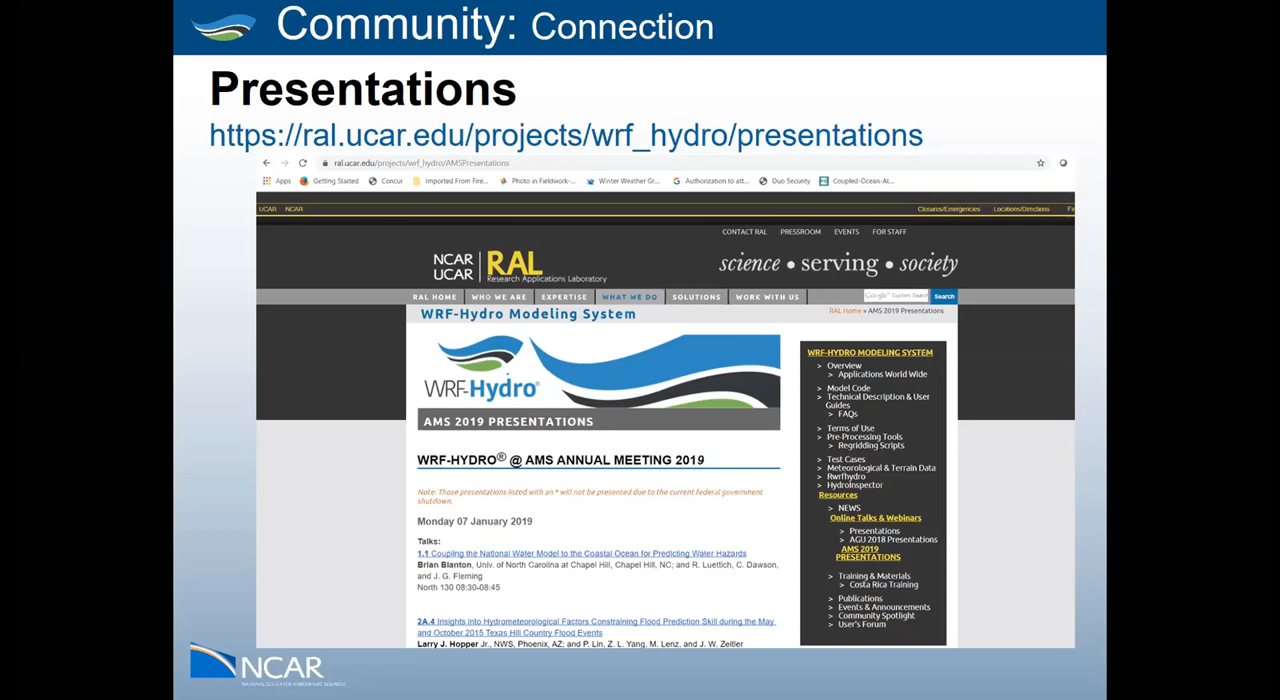 Community: Connection
Presentations
https://ral.ucar.edu/projects/wrf_hydro/presentations
ral.ucar.edu/projects/wrf_hydro/AMSPresentations
Apps Getting Started Concur Imported From Fire... Photo in Fieldwork-... Winter Weather Gr... Authorization to att... Duo Security Coupled-Ocean-At...
UCAR NCAR Closures/Emergencies Locations/Directions
CONTACT RAL PRESSROOM EVENTS FOR STAFF
NCAR UCAR RAL Research Applications Laboratory
science • serving • society
RAL HOME WHO WE ARE EXPERTISE WHAT WE DO SOLUTIONS WORK WITH US Google™ Custom Search Search
WRF-Hydro Modeling System
RAL Home » AMS 2019 Presentations
WRF-Hydro®
AMS 2019 PRESENTATIONS
WRF-HYDRO® @ AMS ANNUAL MEETING 2019
Note: Those presentations listed with an * will not be presented due to the current federal government
shutdown.
Monday 07 January 2019
Talks:
1.1 Coupling the National Water Model to the Coastal Ocean for Predicting Water Hazards
Brian Blanton, Univ. of North Carolina at Chapel Hill, Chapel Hill, NC; and R. Luettich, C. Dawson,
and J. G. Fleming
North 130 08:30-08:45
2A.4 Insights into Hydrometeorological Factors Constraining Flood Prediction Skill during the May
and October 2015 Texas Hill Country Flood Events
Larry J. Hopper Jr., NWS, Phoenix, AZ; and P. Lin, Z. L. Yang, M. Lenz, and J. W. Zeitler
WRF-HYDRO MODELING SYSTEM
> Overview
> Applications World Wide
> Model Code
> Technical Description & User
Guides
> FAQs
> Terms of Use
> Pre-Processing Tools
> Regridding Scripts
> Test Cases
> Meteorological & Terrain Data
> Rwrfhydro
> HydroInspector
Resources
> NEWS
Online Talks & Webinars
> Presentations
> AGU 2018 Presentations
AMS 2019
PRESENTATIONS
> Training & Materials
> Costa Rica Training
> Publications
> Events & Announcements
> Community Spotlight
> User's Forum
NCAR